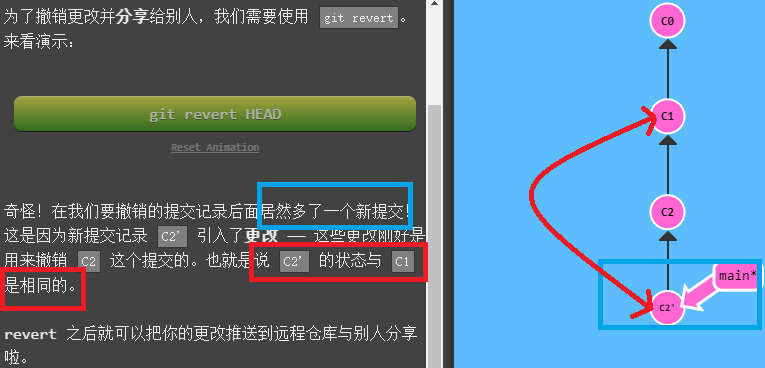 为了撤销更改并分享给别人，我们需要使用 git revert。
来看演示：
git revert HEAD
Reset Animation
奇怪！在我们要撤销的提交记录后面居然多了一个新提交！
这是因为新提交记录 C2' 引入了更改 —— 这些更改刚好是
用来撤销 C2 这个提交的。也就是说 C2' 的状态与 C1
是相同的。
revert 之后就可以把你的更改推送到远程仓库与别人分享
啦。
C0
C1
C2
main*
C2'